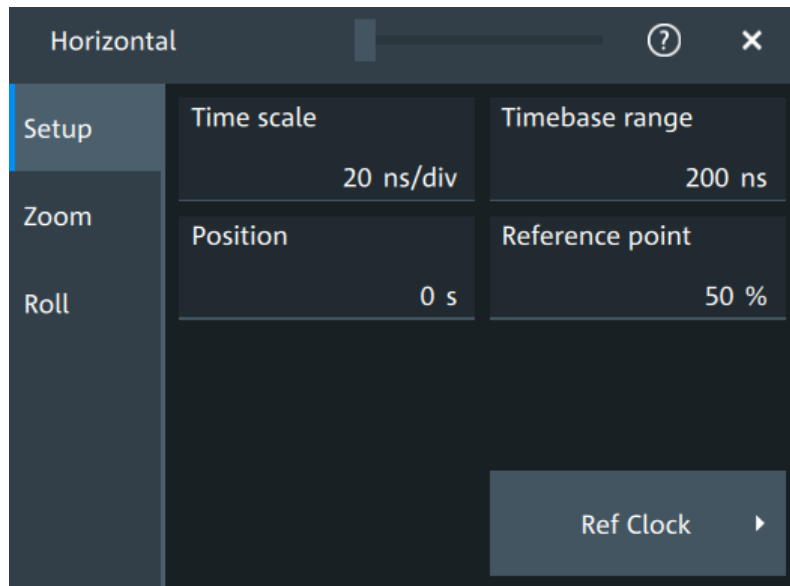 Horizontal
Setup
Time scale
20 ns/div
Timebase range
200 ns
Zoom
Position
0 s
Reference point
50 %
Roll
Ref Clock